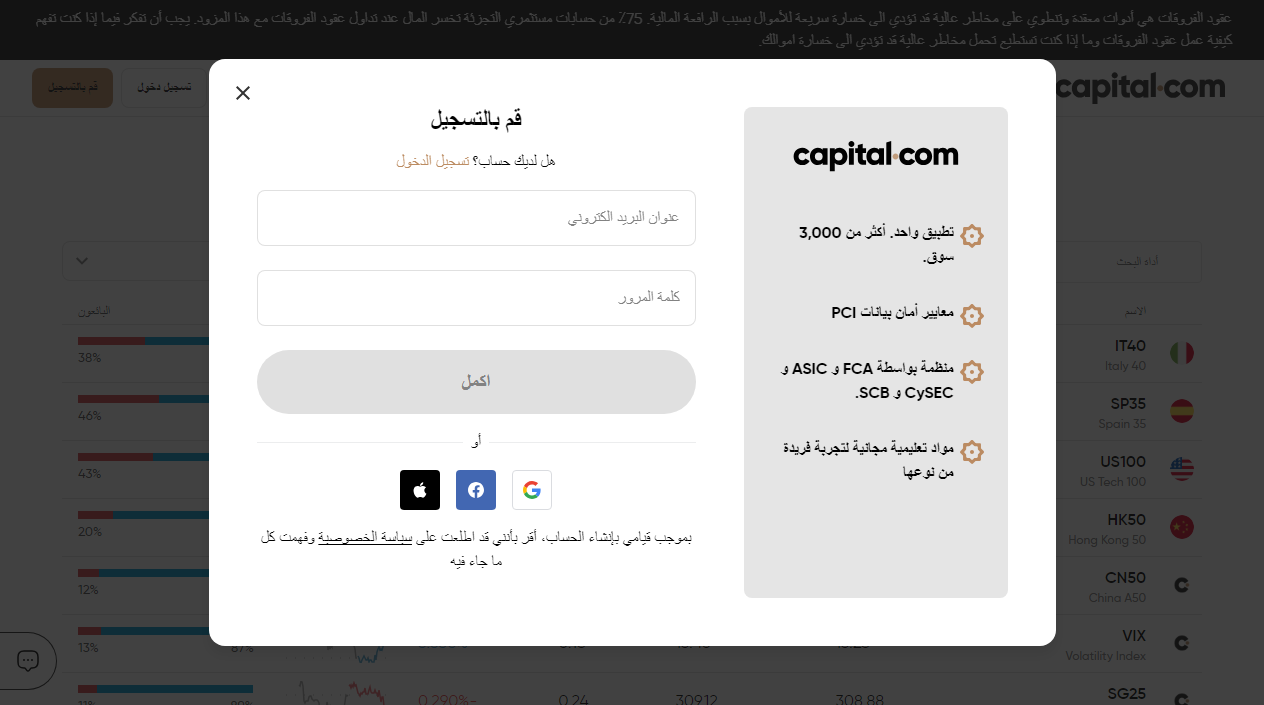 عقود الفروقات هي أدوات معقدة وتنطوي على مخاطر عالية قد تؤدي الى خسارة سريعة للأموال بسبب الرافعة المالية. 75٪ من حسابات مستثمري التجزئة تخسر المال عند تداول عقود الفروقات مع هذا المزود. يجب أن تفكر فيما إذا كنت تفهم
كيفية عمل عقود الفروقات وما إذا كنت تستطيع تحمل مخاطر عالية قد تؤدي الى خسارة اموالك.
capital.com
تسجيل دخول
قم بالتسجيل
capital.com
تطبيق واحد. أكثر من 3,000
سوق.
معايير أمان بيانات PCI
منظمة بواسطة FCA و ASIC و
CySEC و SCB.
مواد تعليمية مجانية لتجربة فريدة
من نوعها
قم بالتسجيل
هل لديك حساب؟ تسجيل الدخول
عنوان البريد الكتروني
كلمة المرور
اكمل
أو
بموجب قيامي بإنشاء الحساب، أقر بأنني قد اطلعت على سياسة الخصوصية وفهمت كل
ما جاء فيه
أداة البحث
الاسم
البائعون
IT40
Italy 40
38%
SP35
Spain 35
46%
US100
US Tech 100
43%
HK50
Hong Kong 50
20%
CN50
China A50
12%
VIX
Volatility Index
87%
13%
SG25
308.88
309.12
0.24
0.290%-